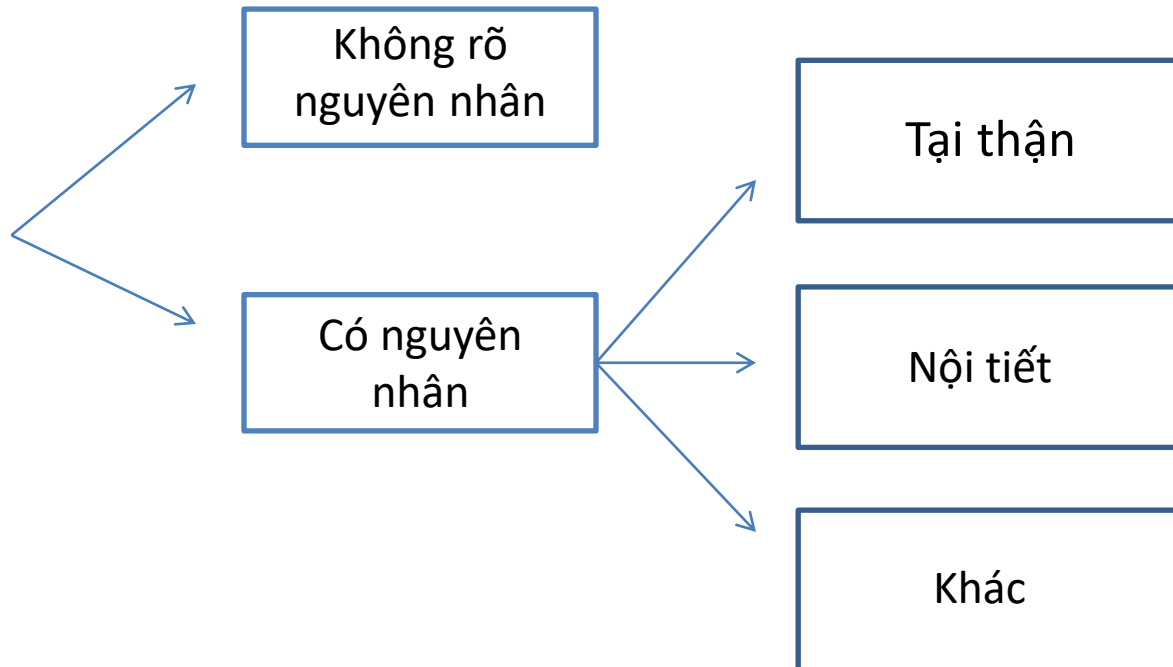 Không rõ
nguyên nhân
Có nguyên
nhân
Tại thận
Nội tiết
Khác